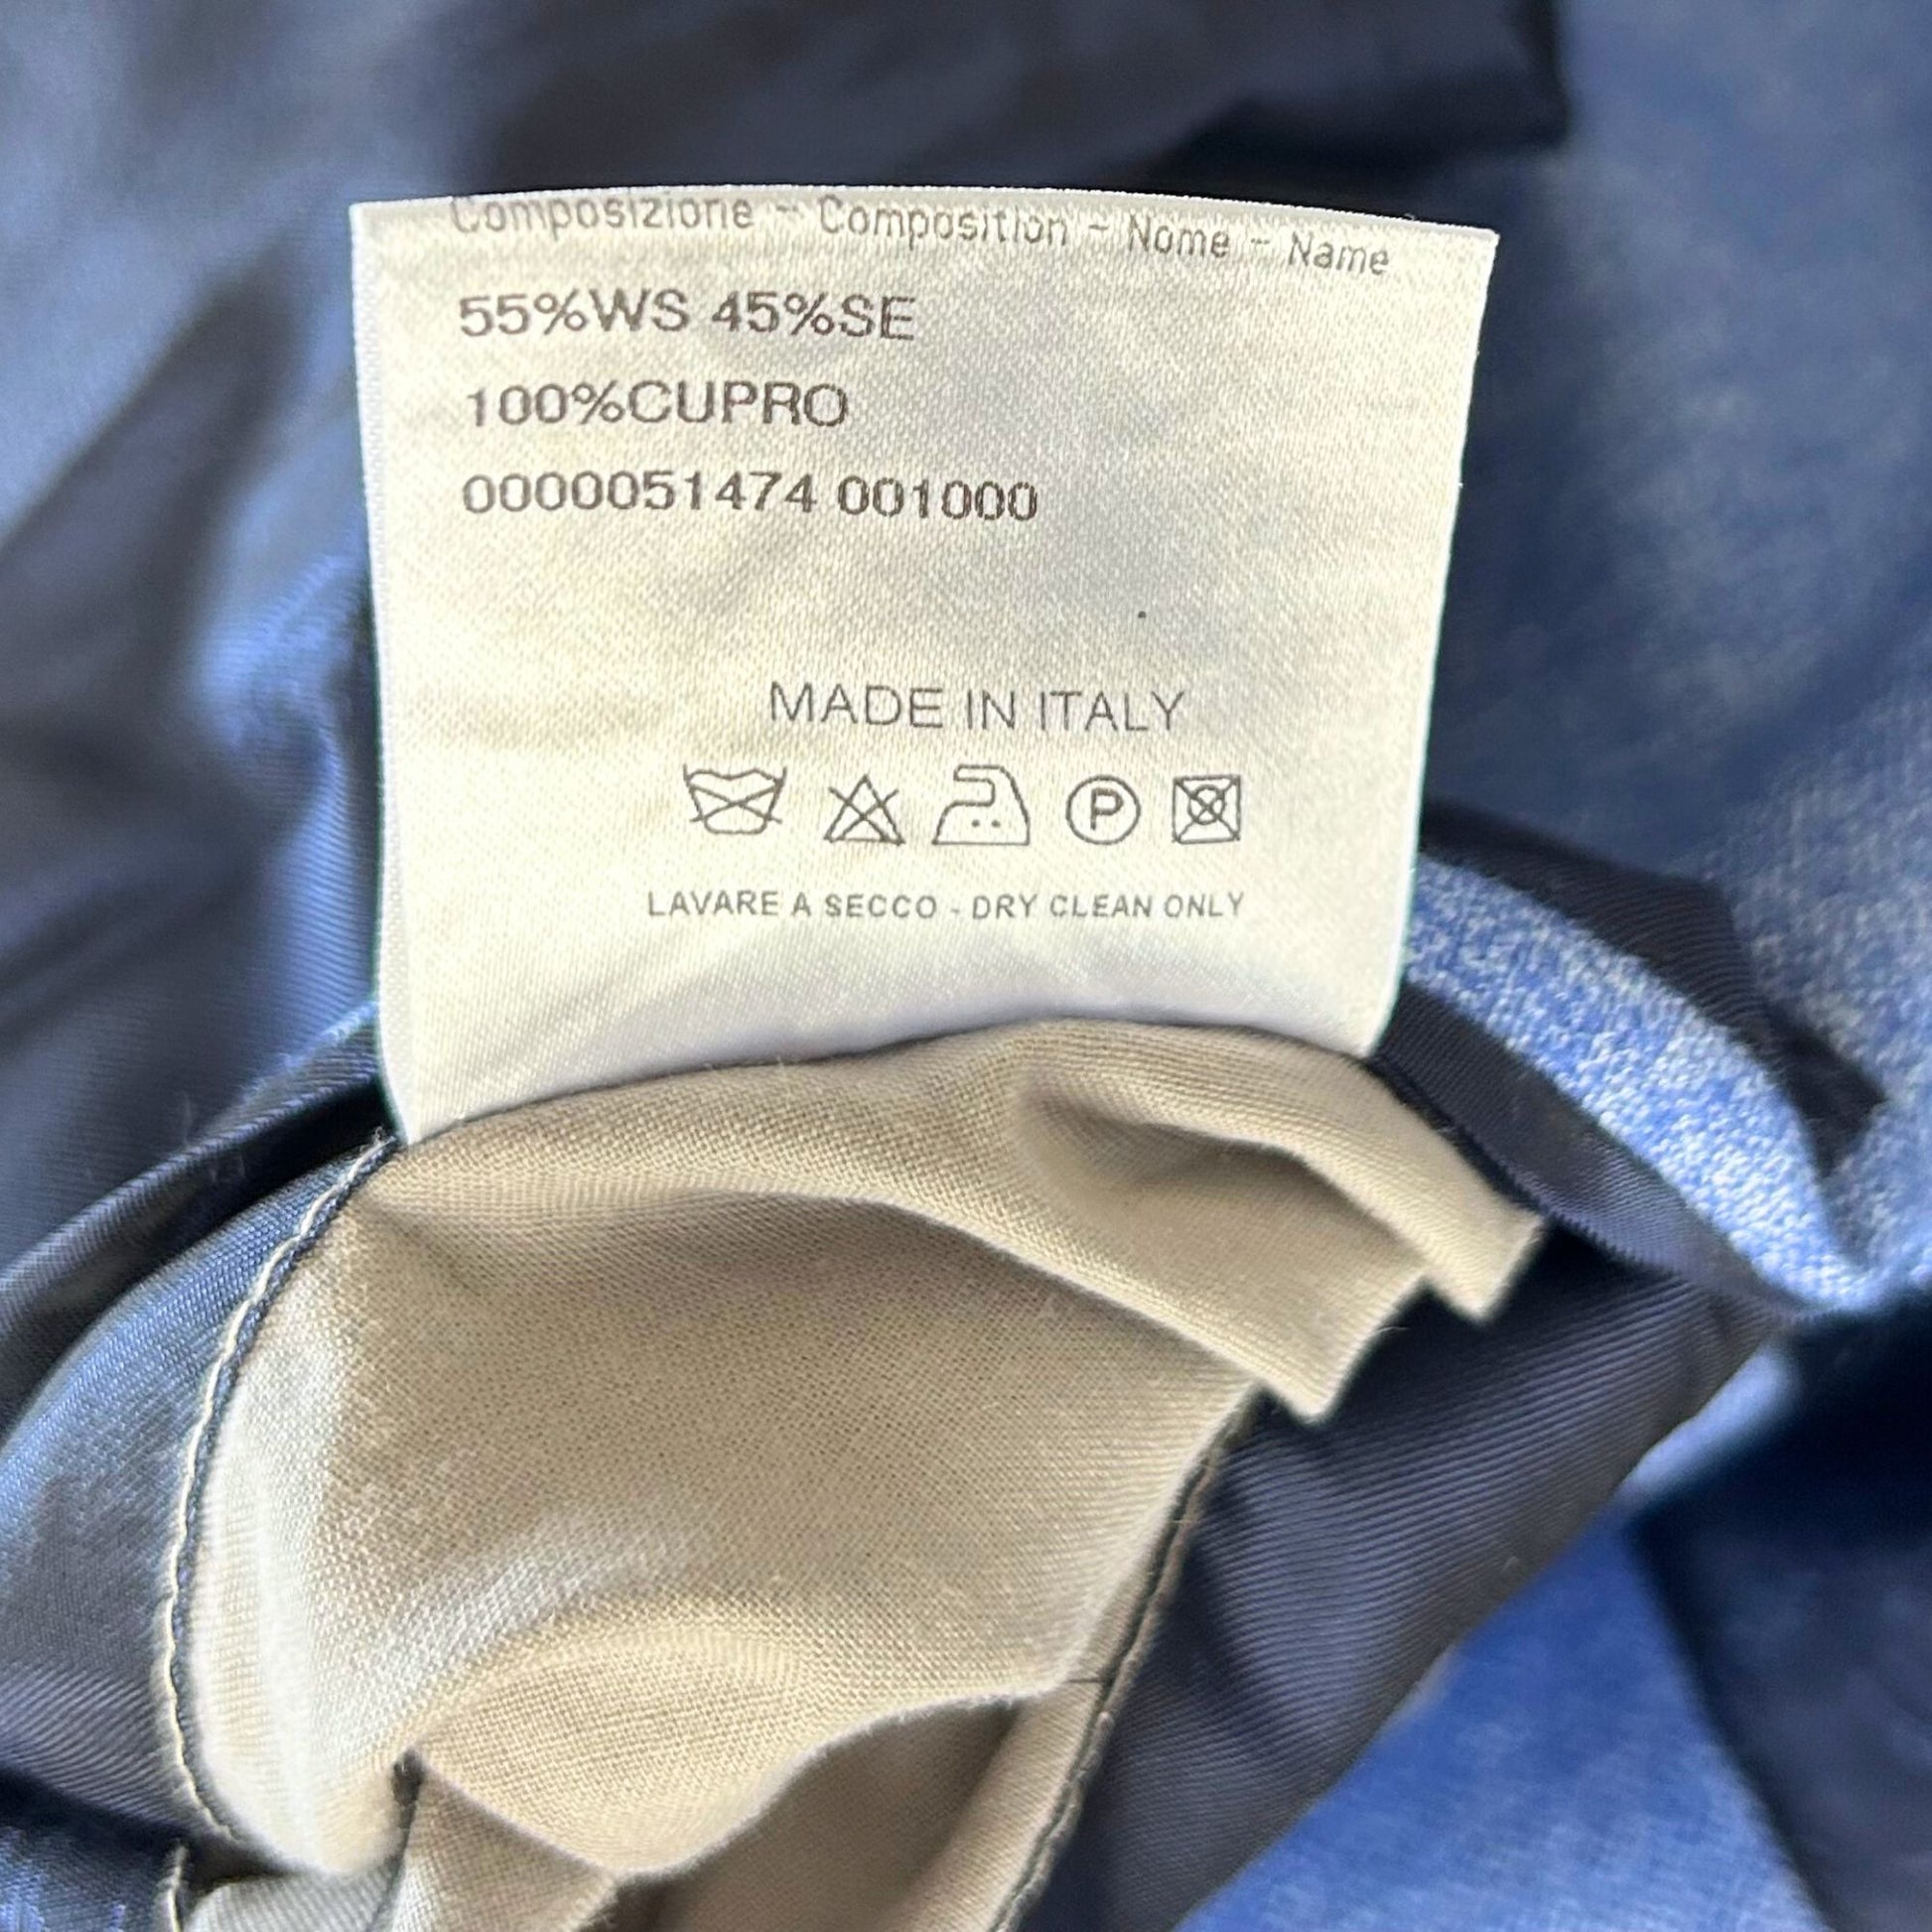 Composizione - Composition - Nome - Name
55%WS 45%SE
100%CUPRO
0000051474 001000
MADE IN ITALY
P
LAVARE A SECCO - DRY CLEAN ONLY